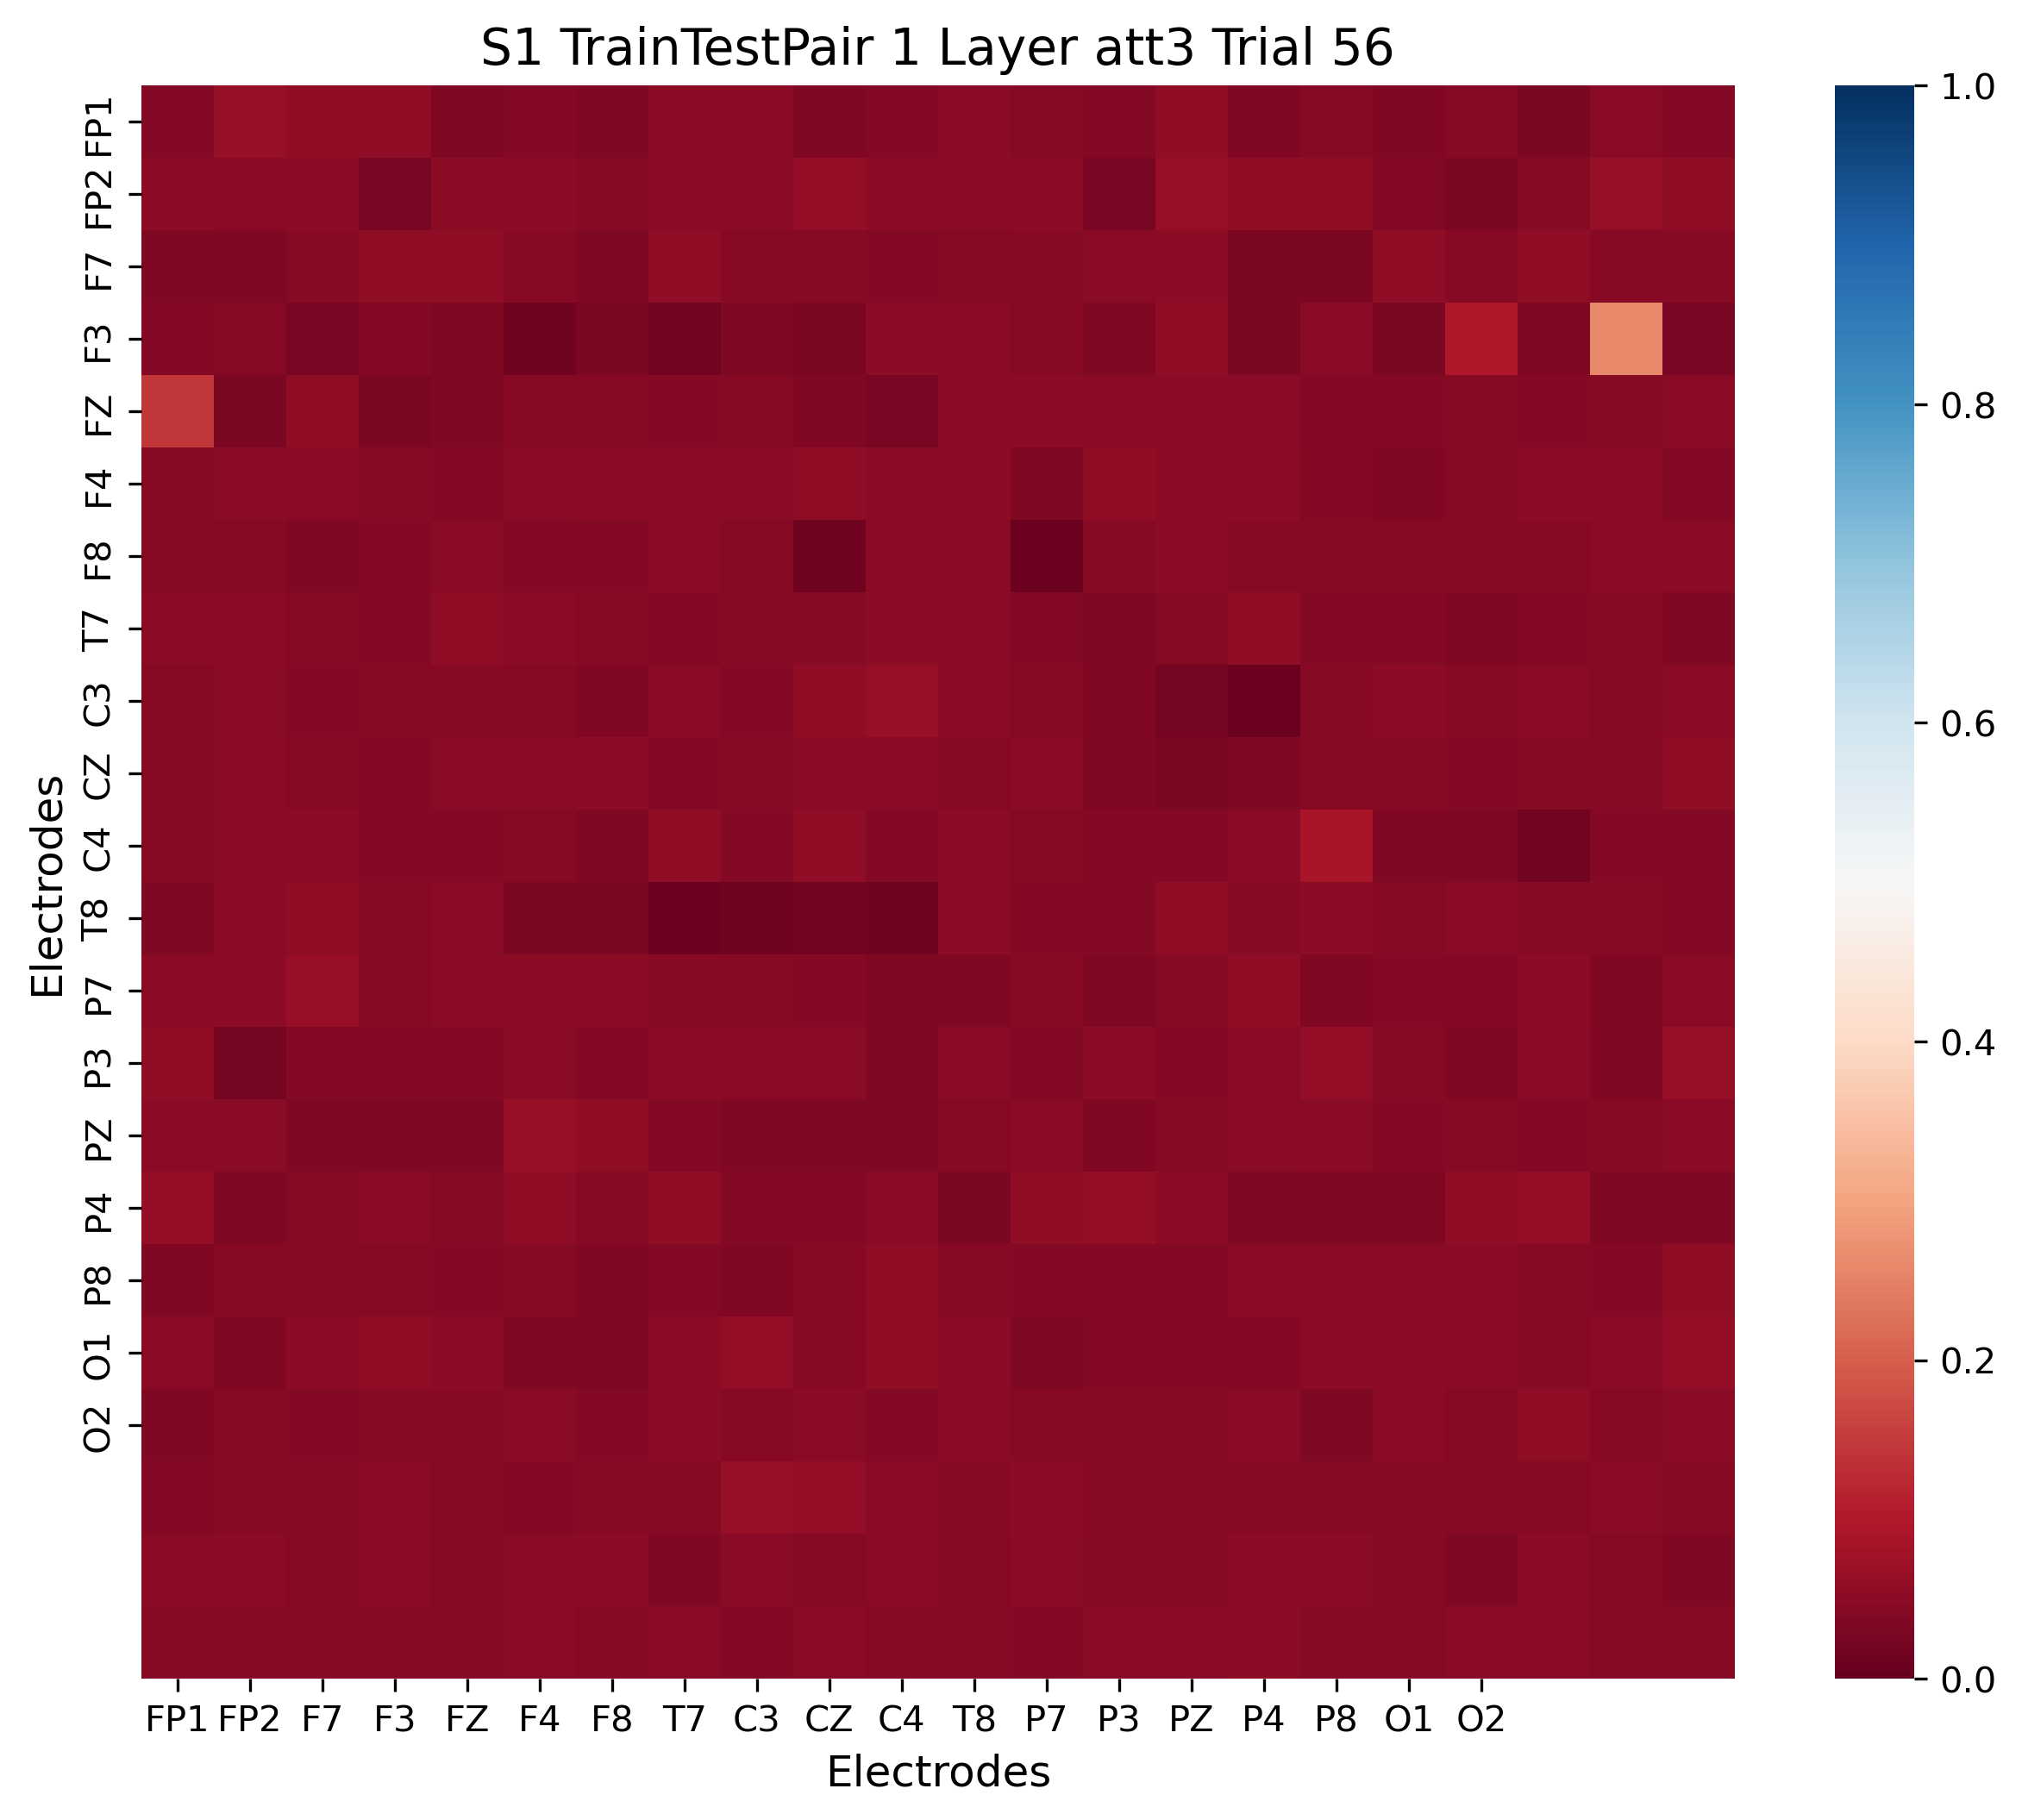 S1 TrainTestPair 1 Layer att3 Trial 56
Electrodes
FP1
FP2
F7
F3
FZ
F4
F8
T7
C3
CZ
C4
T8
P7
P3
PZ
P4
P8
O1
O2
FP1 FP2 F7 F3 FZ F4 F8 T7 C3 CZ C4 T8 P7 P3 PZ P4 P8 O1 O2
Electrodes
1.0
0.8
0.6
0.4
0.2
0.0